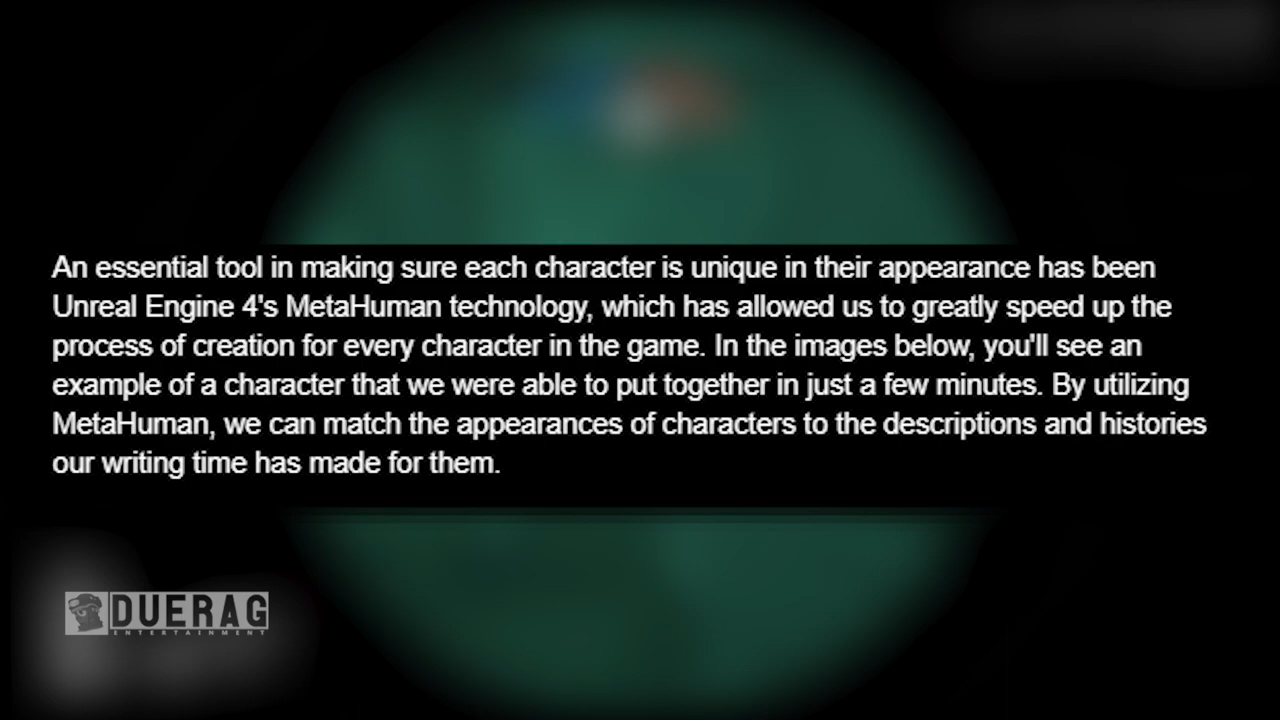 An essential tool in making sure each character is unique in their appearance has been
Unreal Engine 4's MetaHuman technology, which has allowed us to greatly speed up the
process of creation for every character in the game. In the images below, you'll see an
example of a character that we were able to put together in just a few minutes. By utilizing
MetaHuman, we can match the appearances of characters to the descriptions and histories
our writing time has made for them.
DUERAG
ENTERTAINMENT